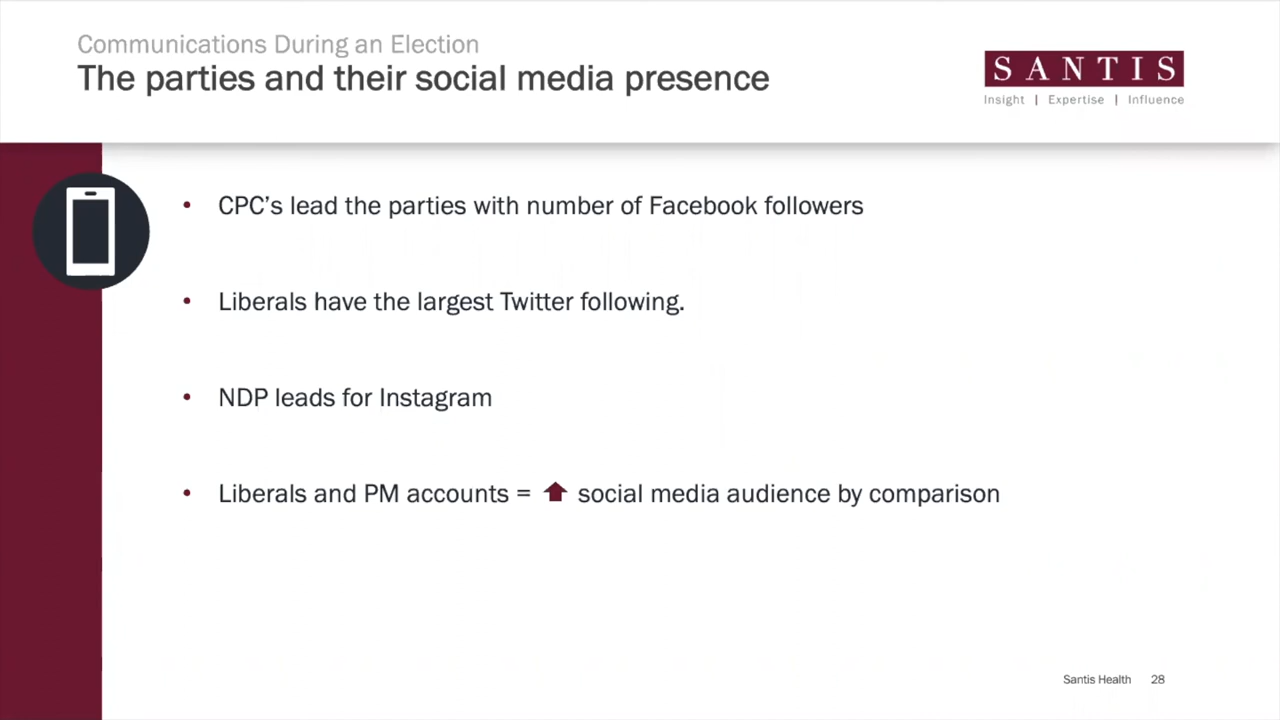 Communications During an Election
The parties and their social media presence
SANTIS
Insight | Expertise | Influence
• CPC’s lead the parties with number of Facebook followers
• Liberals have the largest Twitter following.
• NDP leads for Instagram
• Liberals and PM accounts = ⬆ social media audience by comparison
Santis Health 28